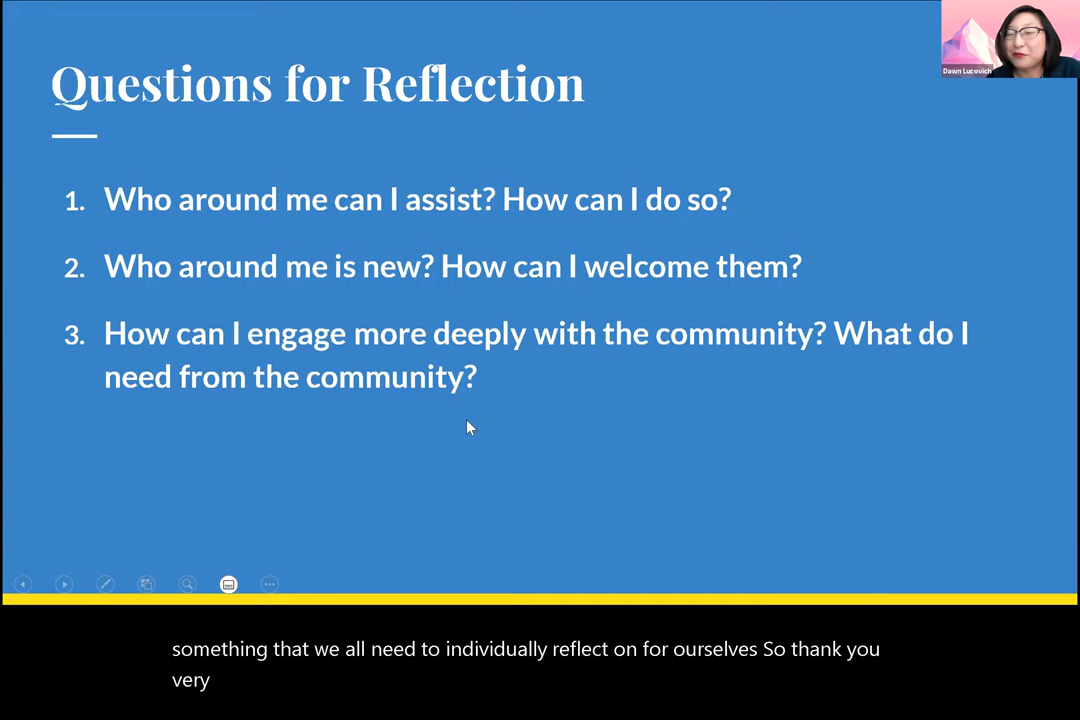 Dawn Lucovich
Questions for Reflection
1. Who around me can I assist? How can I do so?
2. Who around me is new? How can I welcome them?
3. How can I engage more deeply with the community? What do I
need from the community?
something that we all need to individually reflect on for ourselves So thank you
very